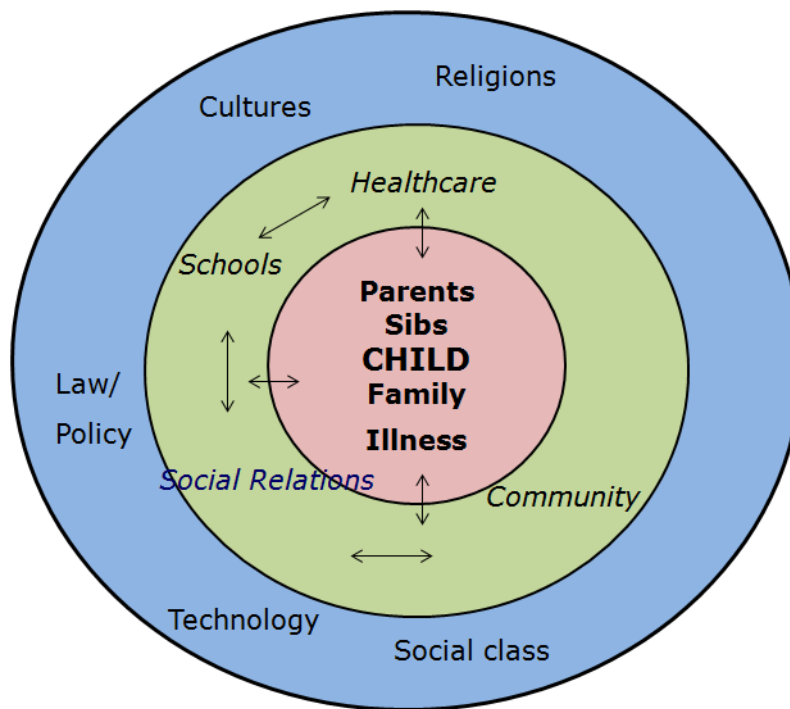 Religions
Cultures
Healthcare
Schools
Parents
Sibs
CHILD
Family
Illness
Law/
Policy
Social Relations
Community
Technology
Social class